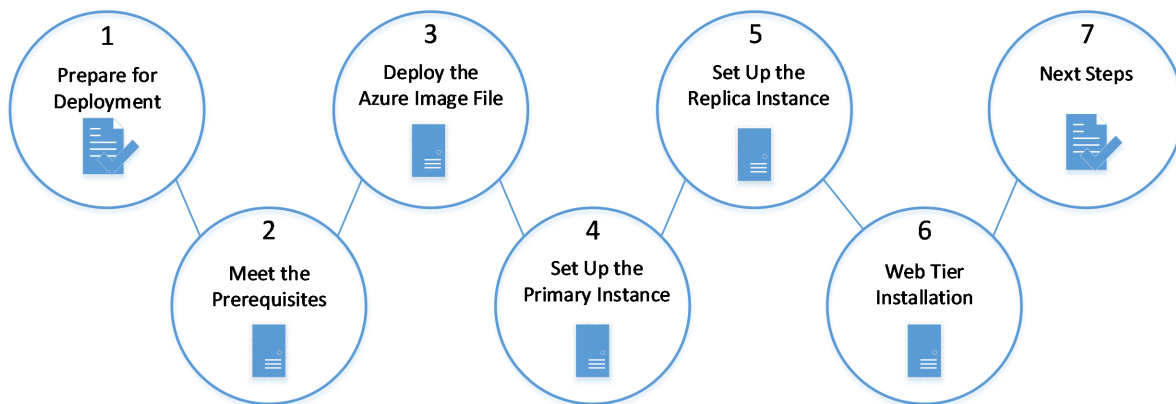 1
Prepare for
Deployment
2
Meet the
Prerequisites
3
Deploy the
Azure Image File
4
Set Up the
Primary Instance
5
Set Up the
Replica Instance
6
Web Tier
Installation
7
Next Steps